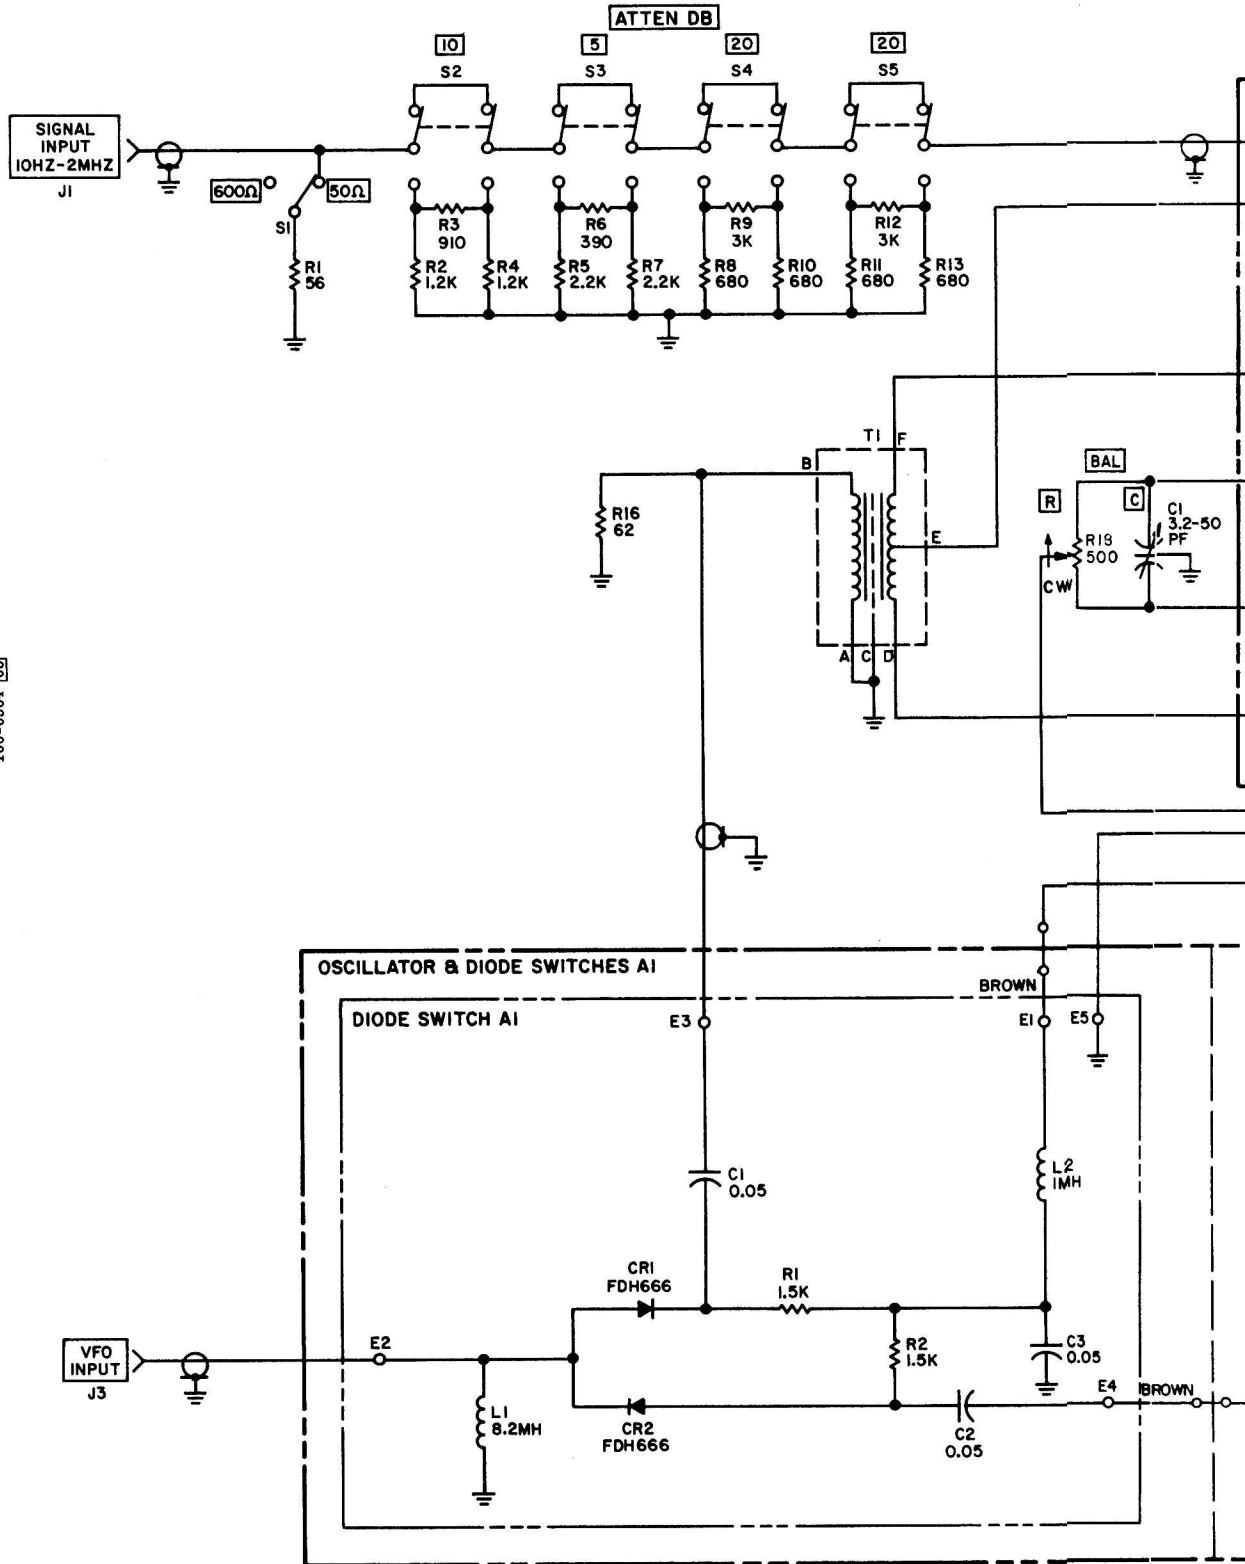 ATTEN DB
10
5
20
20
S2
S3
S4
S5
SIGNAL
INPUT
10HZ-2MHZ
J1
600Ω
50Ω
S1
R1
56
R3
910
R2
1.2K
R4
1.2K
R6
390
R5
2.2K
R7
2.2K
R9
3K
R8
680
R10
680
R12
3K
R11
680
R13
680
T1
F
B
E
A
C
D
R16
62
BAL
R
C
C1
3.2-50
PF
R19
500
CW
OSCILLATOR & DIODE SWITCHES A1
BROWN
DIODE SWITCH A1
E3
E1
E5
C1
0.05
L2
1MH
CR1
FDH666
R1
1.5K
R2
1.5K
C3
0.05
VFO
INPUT
J3
E2
L1
8.2MH
CR2
FDH666
C2
0.05
E4
BROWN